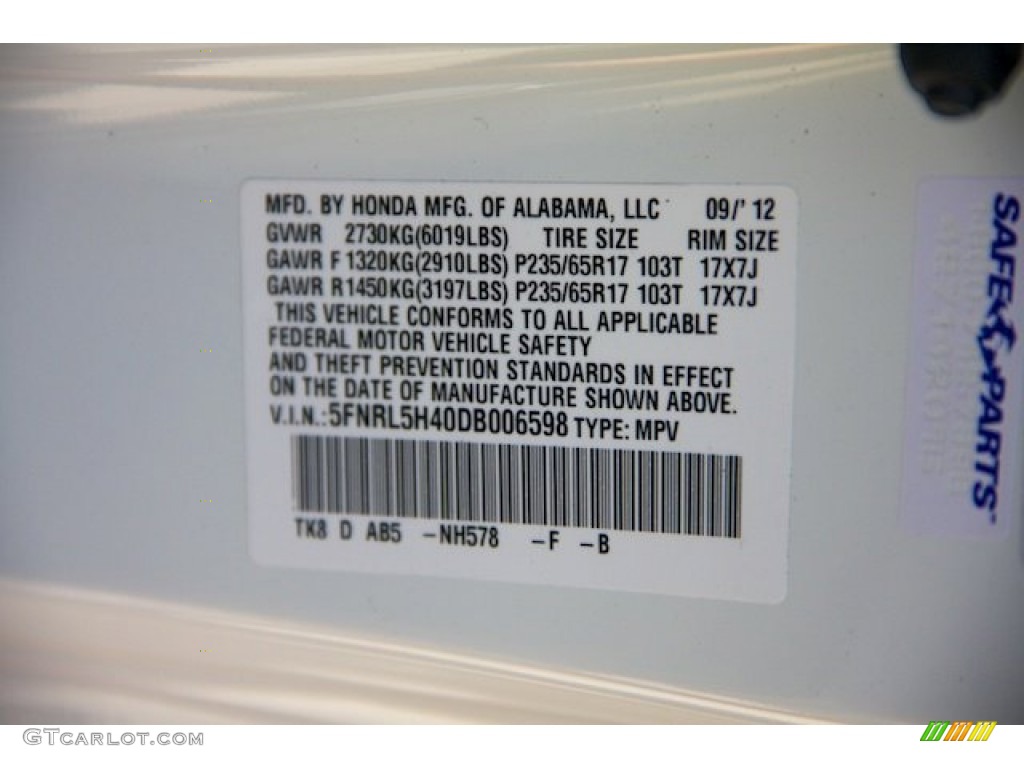 MFD. BY HONDA MFG. OF ALABAMA, LLC 09/' 12
GVWR 2730KG(6019LBS) TIRE SIZE RIM SIZE
GAWR F 1320KG(2910LBS) P235/65R17 103T 17X7J
GAWR R1450KG(3197LBS) P235/65R17 103T 17X7J
THIS VEHICLE CONFORMS TO ALL APPLICABLE
FEDERAL MOTOR VEHICLE SAFETY
AND THEFT PREVENTION STANDARDS IN EFFECT
ON THE DATE OF MANUFACTURE SHOWN ABOVE.
V.I.N.:5FNRL5H40DB006598 TYPE: MPV
TK8 D AB5 -NH578 -F -B
SAFE PARTS
GTCARLOT.COM